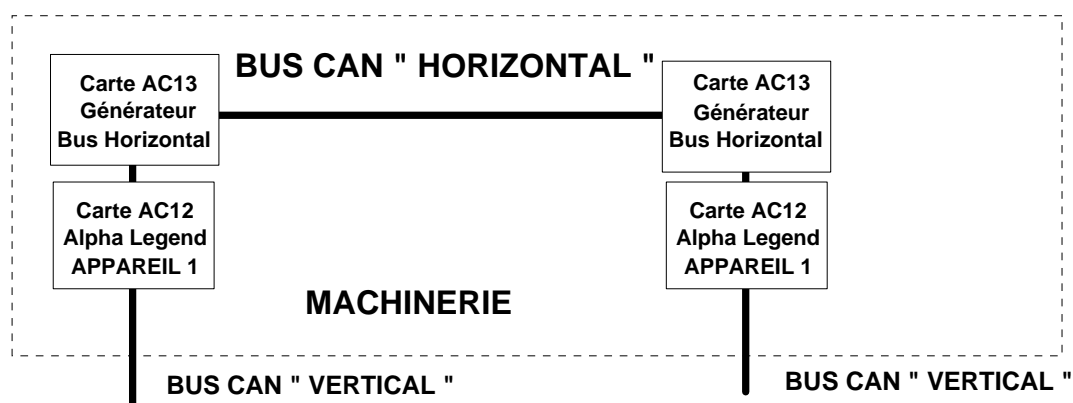 BUS CAN " HORIZONTAL "
Carte AC13
Générateur
Bus Horizontal
Carte AC13
Générateur
Bus Horizontal
Carte AC12
Alpha Legend
APPAREIL 1
Carte AC12
Alpha Legend
APPAREIL 1
MACHINERIE
BUS CAN " VERTICAL "
BUS CAN " VERTICAL "